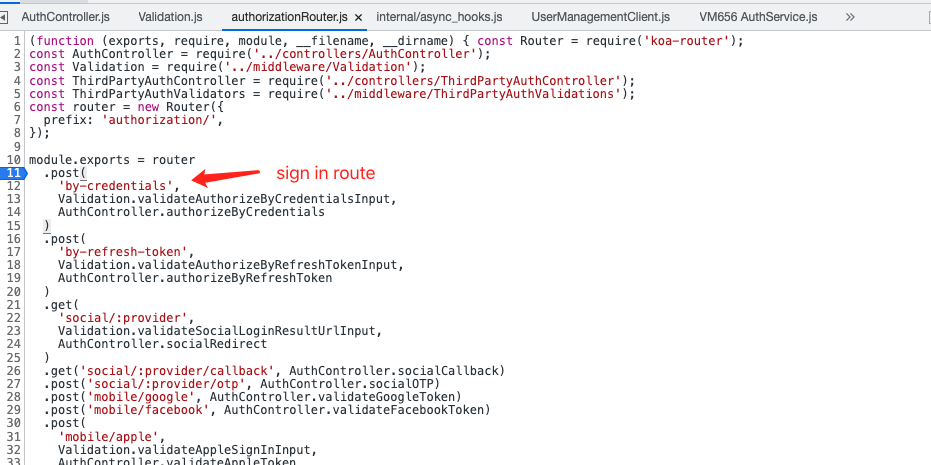 AuthController.js Validation.js authorizationRouter.js × internal/async_hooks.js UserManagementClient.js VM656 AuthService.js »
1 (function (exports, require, module, __filename, __dirname) { const Router = require('koa-router');
2 const AuthController = require('../controllers/AuthController');
3 const Validation = require('../middleware/Validation');
4 const ThirdPartyAuthController = require('../controllers/ThirdPartyAuthController');
5 const ThirdPartyAuthValidators = require('../middleware/ThirdPartyAuthValidations');
6 const router = new Router({
7   prefix: 'authorization/',
8 });
9
10 module.exports = router
11   .post(
sign in route
12     'by-credentials',
13     Validation.validateAuthorizeByCredentialsInput,
14     AuthController.authorizeByCredentials
15   )
16   .post(
17     'by-refresh-token',
18     Validation.validateAuthorizeByRefreshTokenInput,
19     AuthController.authorizeByRefreshToken
20   )
21   .get(
22     'social/:provider',
23     Validation.validateSocialLoginResultUrlInput,
24     AuthController.socialRedirect
25   )
26   .get('social/:provider/callback', AuthController.socialCallback)
27   .post('social/:provider/otp', AuthController.socialOTP)
28   .post('mobile/google', AuthController.validateGoogleToken)
29   .post('mobile/facebook', AuthController.validateFacebookToken)
30   .post(
31     'mobile/apple',
32     Validation.validateAppleSignInInput,
33     AuthController.validateAppleToken